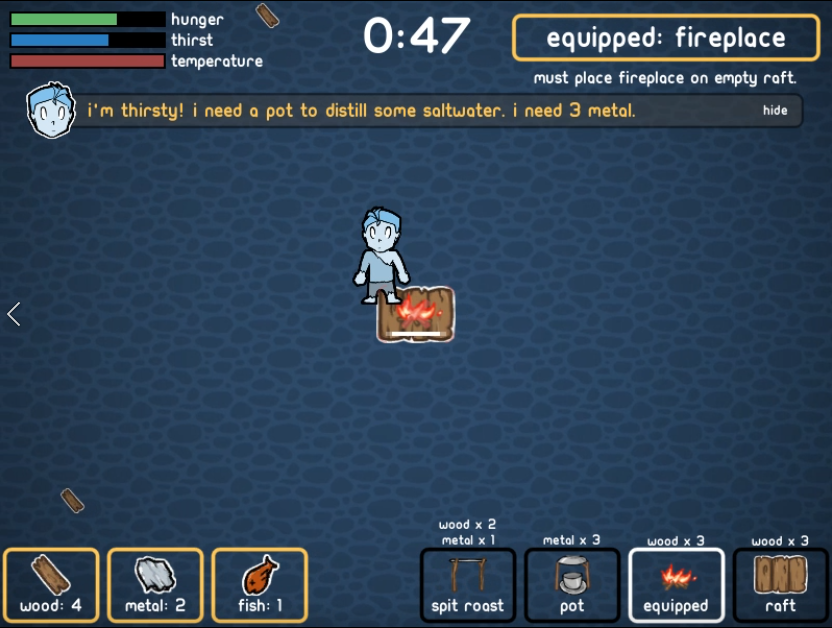 hunger
thirst
temperature
0:47
equipped: fireplace
must place fireplace on empty raft.
i'm thirsty! i need a pot to distill some saltwater. i need 3 metal.
hide
wood: 4
metal: 2
fish: 1
wood x 2
metal x 1
spit roast
metal x 3
pot
wood x 3
equipped
wood x 3
raft